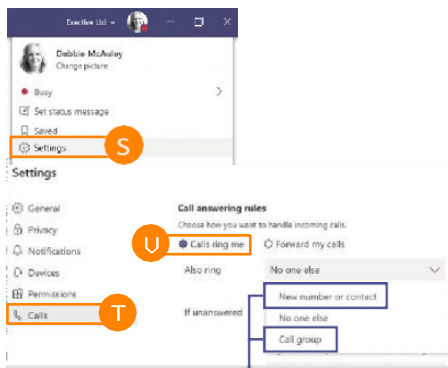 Exactive Ltd
Debbie McAuley
Change picture
Busy
Set status message
Saved
Settings
S
Settings
General
Privacy
Notifications
Devices
Permissions
Calls
T
Call answering rules
Choose how you want to handle incoming calls.
U
Calls ring me
Forward my calls
Also ring
No one else
If unanswered
New number or contact
No one else
Call group